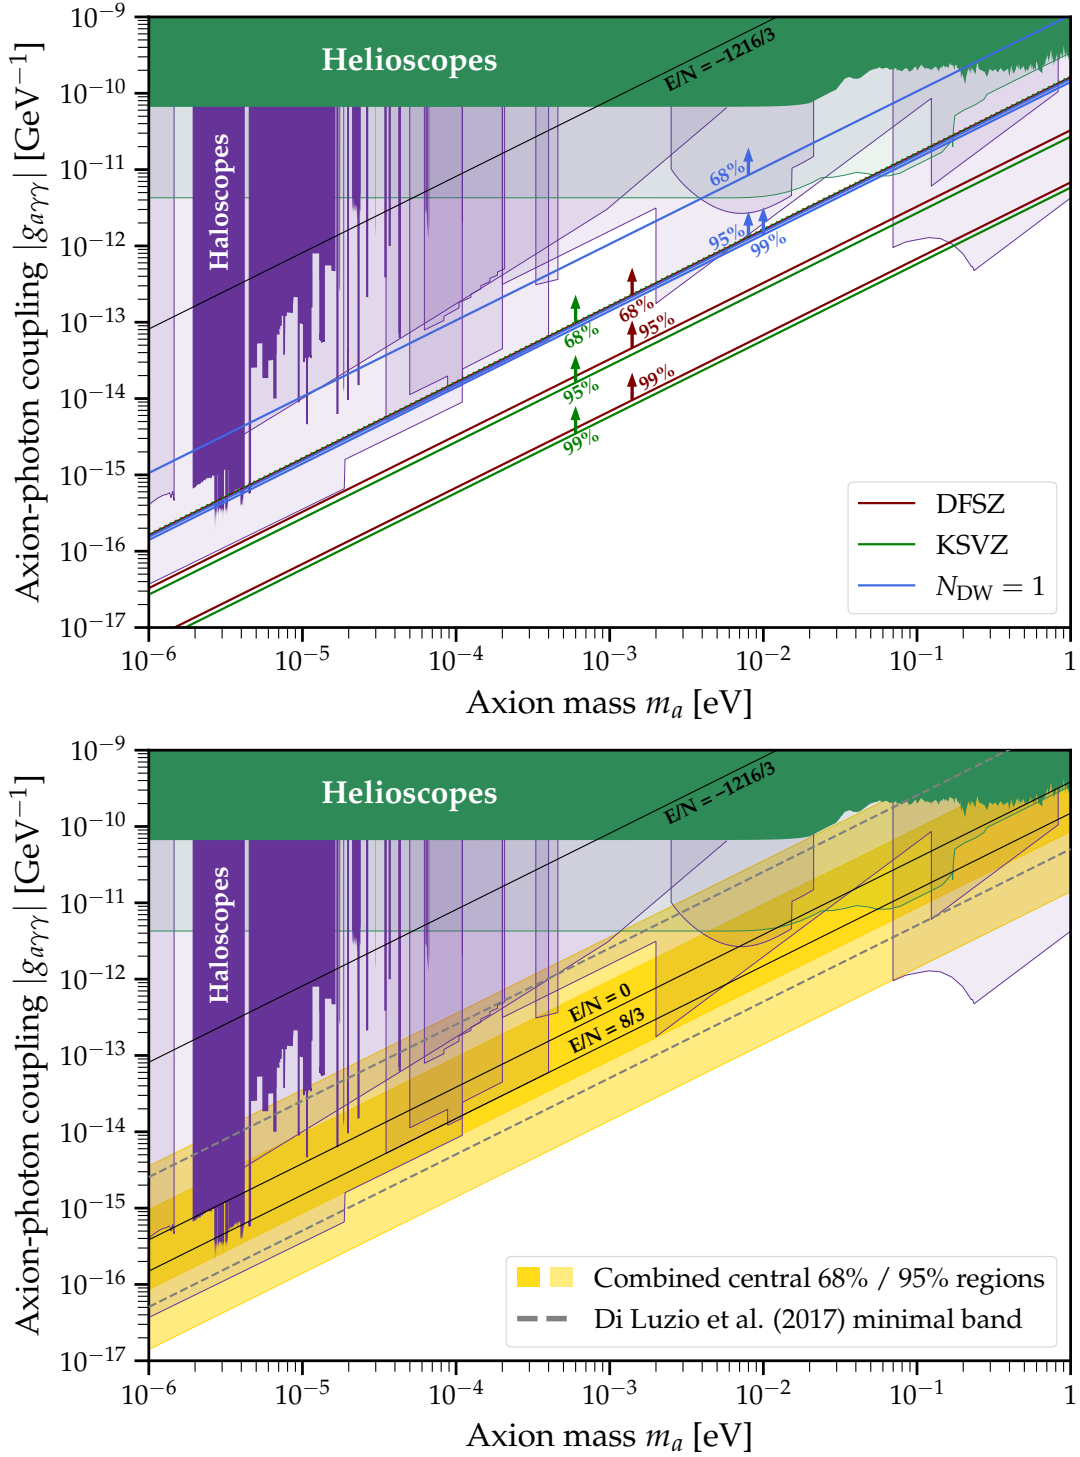 10⁻⁹
10⁻¹⁰
10⁻¹¹
10⁻¹²
10⁻¹³
10⁻¹⁴
10⁻¹⁵
10⁻¹⁶
10⁻¹⁷
Axion-photon coupling |g_{aγγ}| [GeV⁻¹]
Helioscopes
Haloscopes
E/N = −1216/3
68%
95%
99%
68%
95%
99%
68%
95%
99%
DFSZ
KSVZ
N_DW = 1
10⁻⁶
10⁻⁵
10⁻⁴
10⁻³
10⁻²
10⁻¹
1
Axion mass m_a [eV]
10⁻⁹
10⁻¹⁰
10⁻¹¹
10⁻¹²
10⁻¹³
10⁻¹⁴
10⁻¹⁵
10⁻¹⁶
10⁻¹⁷
Axion-photon coupling |g_{aγγ}| [GeV⁻¹]
Helioscopes
Haloscopes
E/N = −1216/3
E/N = 0
E/N = 8/3
Combined central 68% / 95% regions
Di Luzio et al. (2017) minimal band
10⁻⁶
10⁻⁵
10⁻⁴
10⁻³
10⁻²
10⁻¹
1
Axion mass m_a [eV]